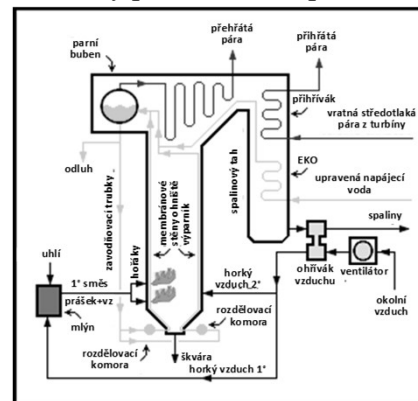 přehřátá
pára
přihřátá
pára
parní
buben
přihřívák
vratná středotlaká
pára z turbíny
EKO
upravená napájecí
voda
odluh
zavodňovací trubky
hořáky
membránové
stěny ohniště
výparník
spalinový tah
spaliny
uhlí
1° směs
prášek+vz
mlýn
horký
vzduch 2°
ohřívák
vzduchu
ventilátor
okolní
vzduch
rozdělovací
komora
rozdělovací
komora
škvára
horký vzduch 1°